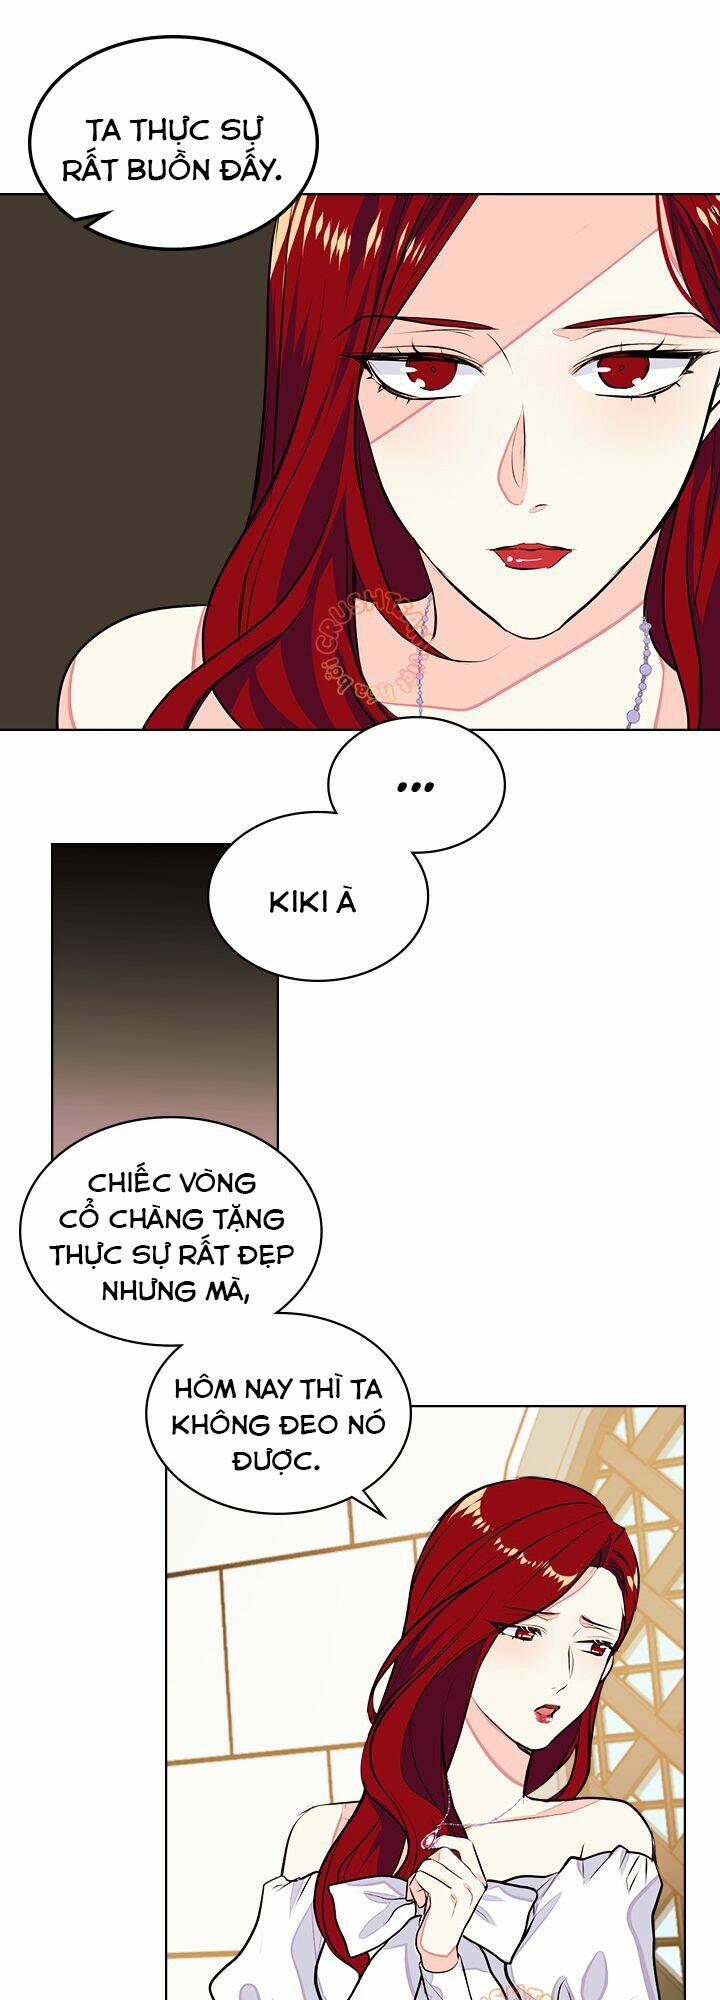 TA THỰC SỰ
RẤT BUỒN ĐẤY.
CRUSHTS
...
KIKI À
CHIẾC VÒNG
CỔ CHÀNG TẶNG
THỰC SỰ RẤT ĐẸP
NHƯNG MÀ,
HÔM NAY THÌ TA
KHÔNG ĐEO NÓ
ĐƯỢC.